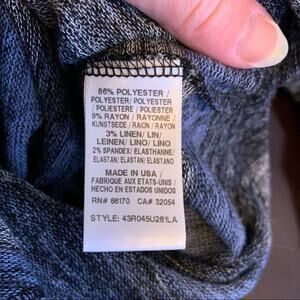 86% POLYESTER /
POLYESTER/ POLYESTER
/ POLIESTERE / POLIESTER
9% RAYON / RAYONNE /
KUNSTSEIDE / RAION / RAYON
3% LINEN/ LIN/
LEINEN/ LINO/ LINO
2% SPANDEX/ ELASTHANNE/
ELASTAN/ ELASTAN/ ELASTANO
MADE IN USA /
FABRIQUE AUX ETATS-UNIS /
HECHO EN ESTADOS UNIDOS
RN# 66170 CA# 32054
STYLE: 43R045U281LA